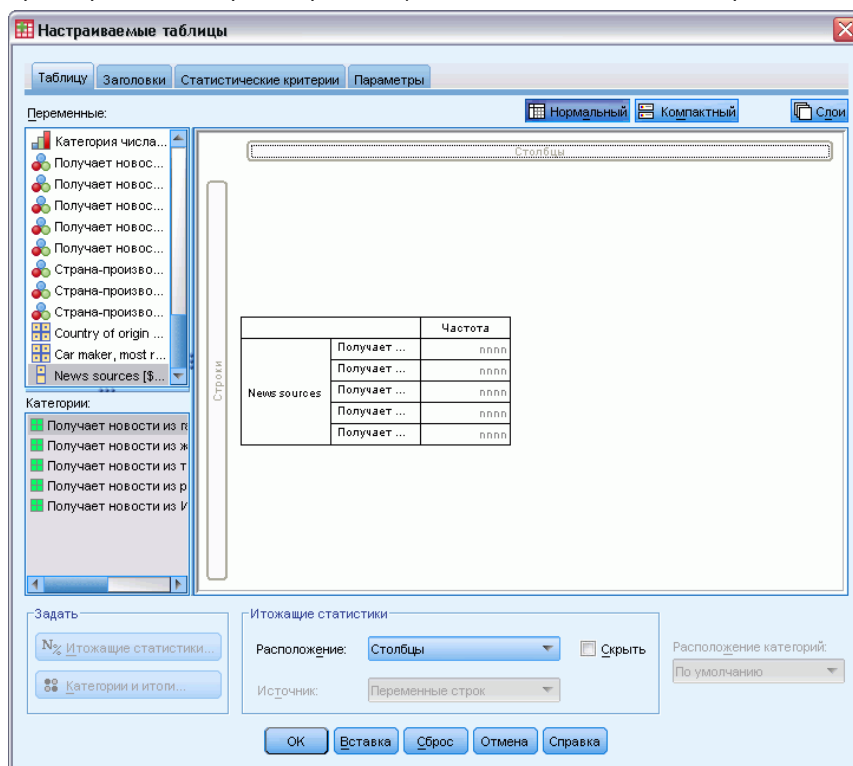 Настраиваемые таблицы
Таблицу Заголовки Статистические критерии Параметры
Переменные:
Нормальный Компактный Слои
Категория числа...
Получает новос...
Получает новос...
Получает новос...
Получает новос...
Получает новос...
Страна-произво...
Страна-произво...
Страна-произво...
Country of origin ...
Car maker, most r...
News sources [$...
Категории:
Получает новости из га
Получает новости из ж
Получает новости из т
Получает новости из р
Получает новости из И
Столбцы
Строки
Частота
News sources
Получает ... nnnn
Получает ... nnnn
Получает ... nnnn
Получает ... nnnn
Получает ... nnnn
Задать
N% Итожащие статистики...
Категории и итоги...
Итожащие статистики
Расположение: Столбцы Скрыть
Источник: Переменные строк
Расположение категорий:
По умолчанию
OK Вставка Сброс Отмена Справка